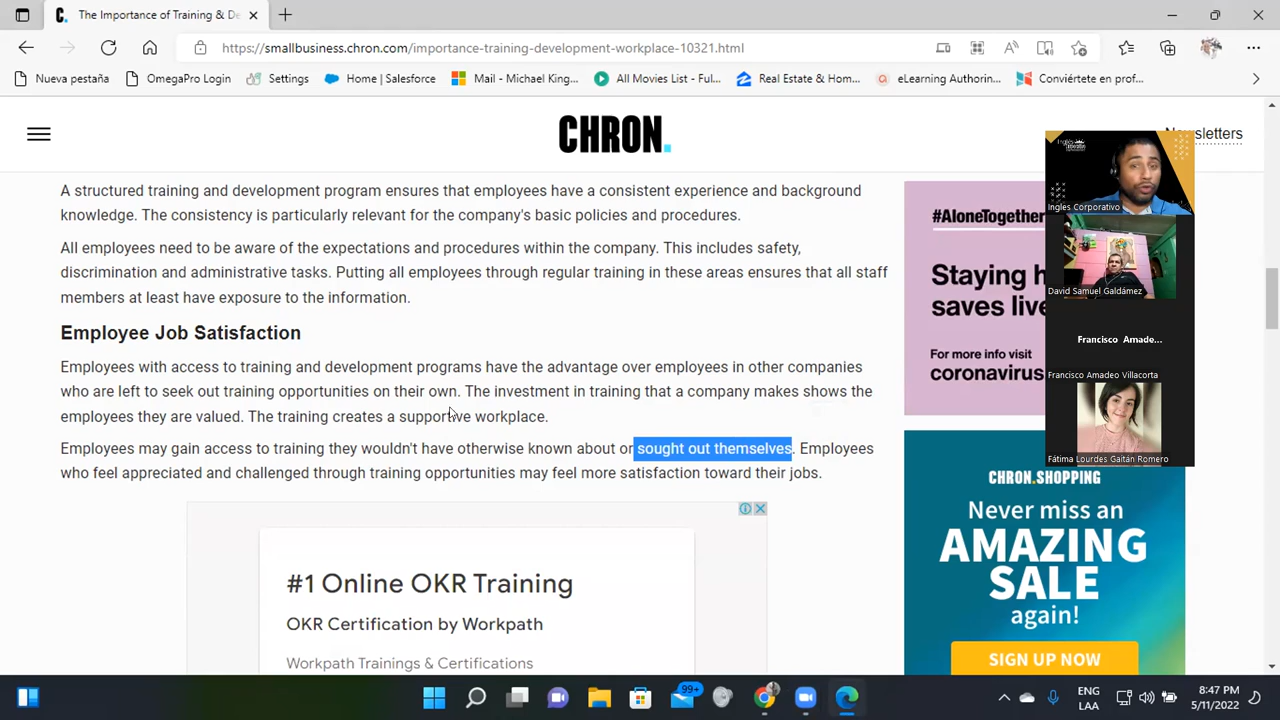 The Importance of Training & De
https://smallbusiness.chron.com/importance-training-development-workplace-10321.html
Nueva pestaña
OmegaPro Login
Settings
Home | Salesforce
Mail - Michael King...
All Movies List - Ful...
Real Estate & Hom...
eLearning Authorin...
Conviértete en prof...
CHRON.
A structured training and development program ensures that employees have a consistent experience and background
knowledge. The consistency is particularly relevant for the company's basic policies and procedures.
All employees need to be aware of the expectations and procedures within the company. This includes safety,
discrimination and administrative tasks. Putting all employees through regular training in these areas ensures that all staff
members at least have exposure to the information.
Employee Job Satisfaction
Employees with access to training and development programs have the advantage over employees in other companies
who are left to seek out training opportunities on their own. The investment in training that a company makes shows the
employees they are valued. The training creates a supportive workplace.
Employees may gain access to training they wouldn't have otherwise known about or sought out themselves. Employees
who feel appreciated and challenged through training opportunities may feel more satisfaction toward their jobs.
#1 Online OKR Training
OKR Certification by Workpath
Workpath Trainings & Certifications
wsletters
#AloneTogether
Staying h
saves live
For more info visit
coronavirus
Ingles Corporativo
David Samuel Galdámez
Francisco Amade...
Francisco Amadeo Villacorta
Fátima Lourdes Gaitán Romero
CHRON.SHOPPING
Never miss an
AMAZING
SALE
again!
SIGN UP NOW
99+
ENG
LAA
8:47 PM
5/11/2022